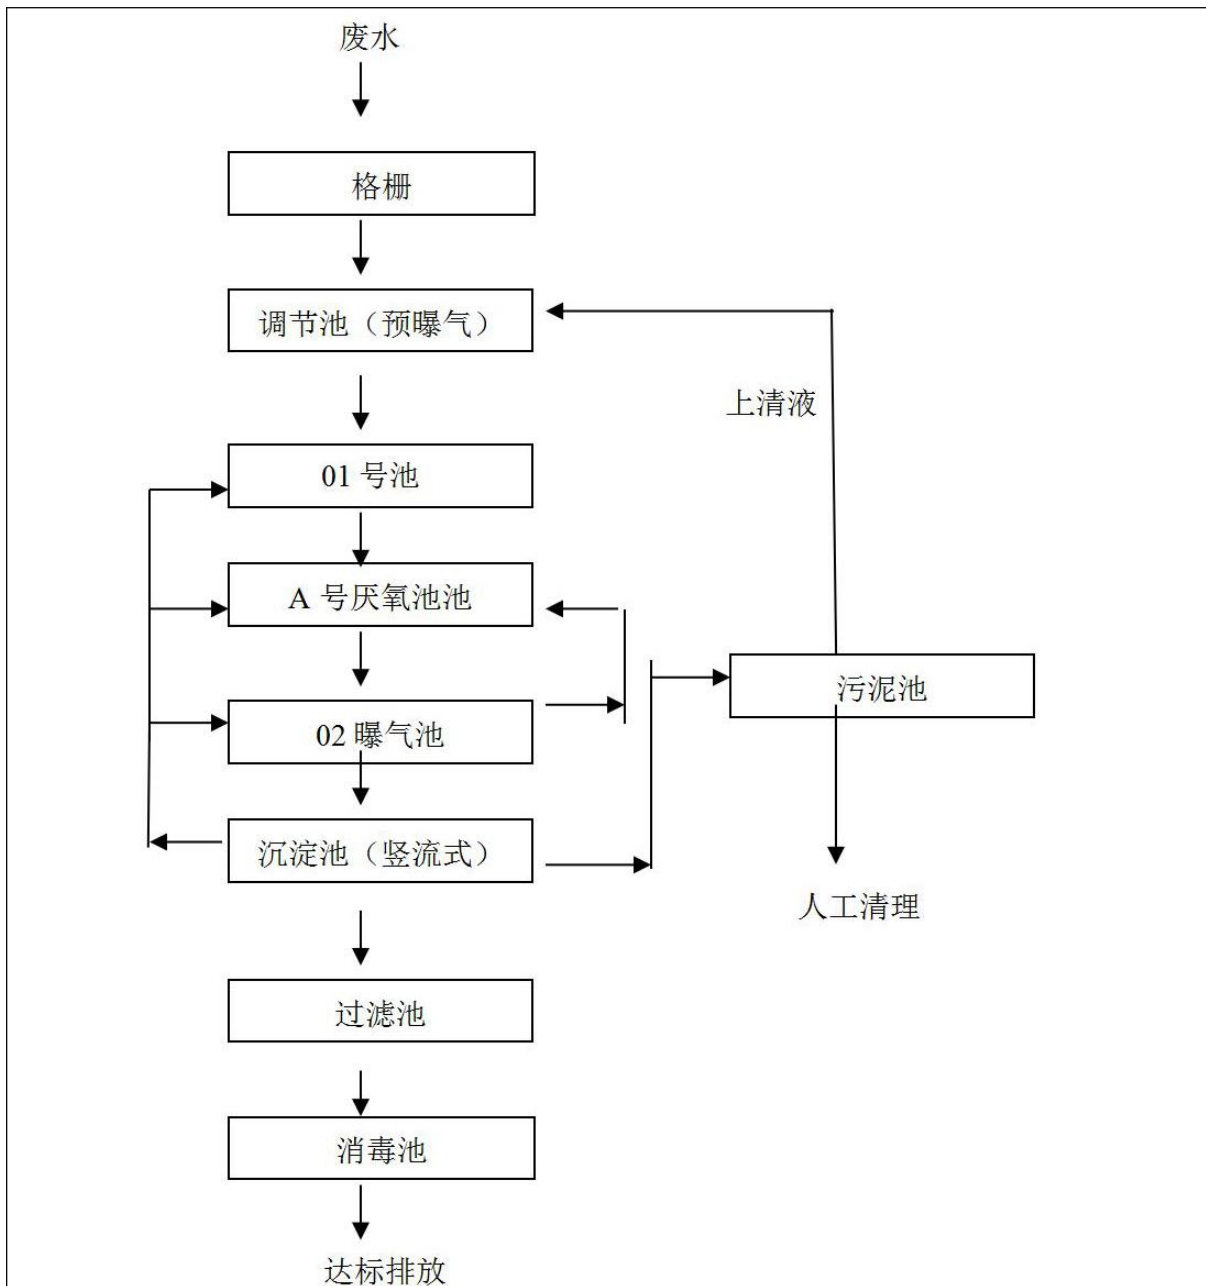 废水
格栅
调节池（预曝气）
上清液
01 号池
A 号厌氧池池
污泥池
02 曝气池
沉淀池（竖流式）
人工清理
过滤池
消毒池
达标排放